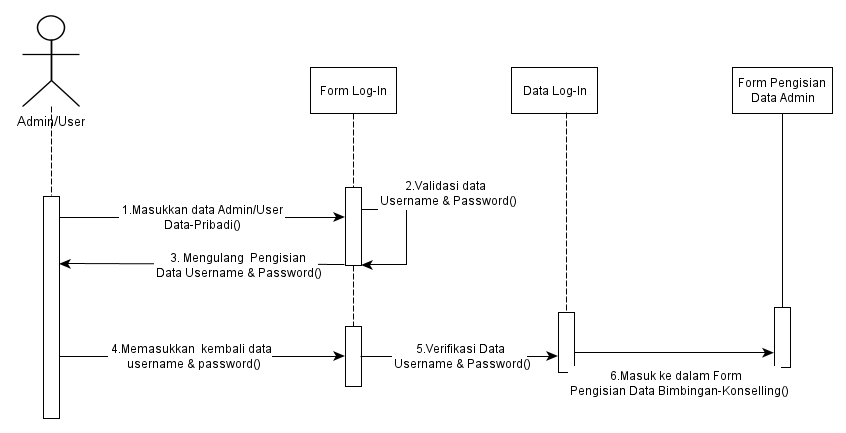 Admin/User
Form Log-In
Data Log-In
Form Pengisian
Data Admin
1.Masukkan data Admin/User
Data-Pribadi()
2.Validasi data
Username & Password()
3. Mengulang Pengisian
Data Username & Password()
4.Memasukkan kembali data
username & password()
5.Verifikasi Data
Username & Password()
6.Masuk ke dalam Form
Pengisian Data Bimbingan-Konselling()